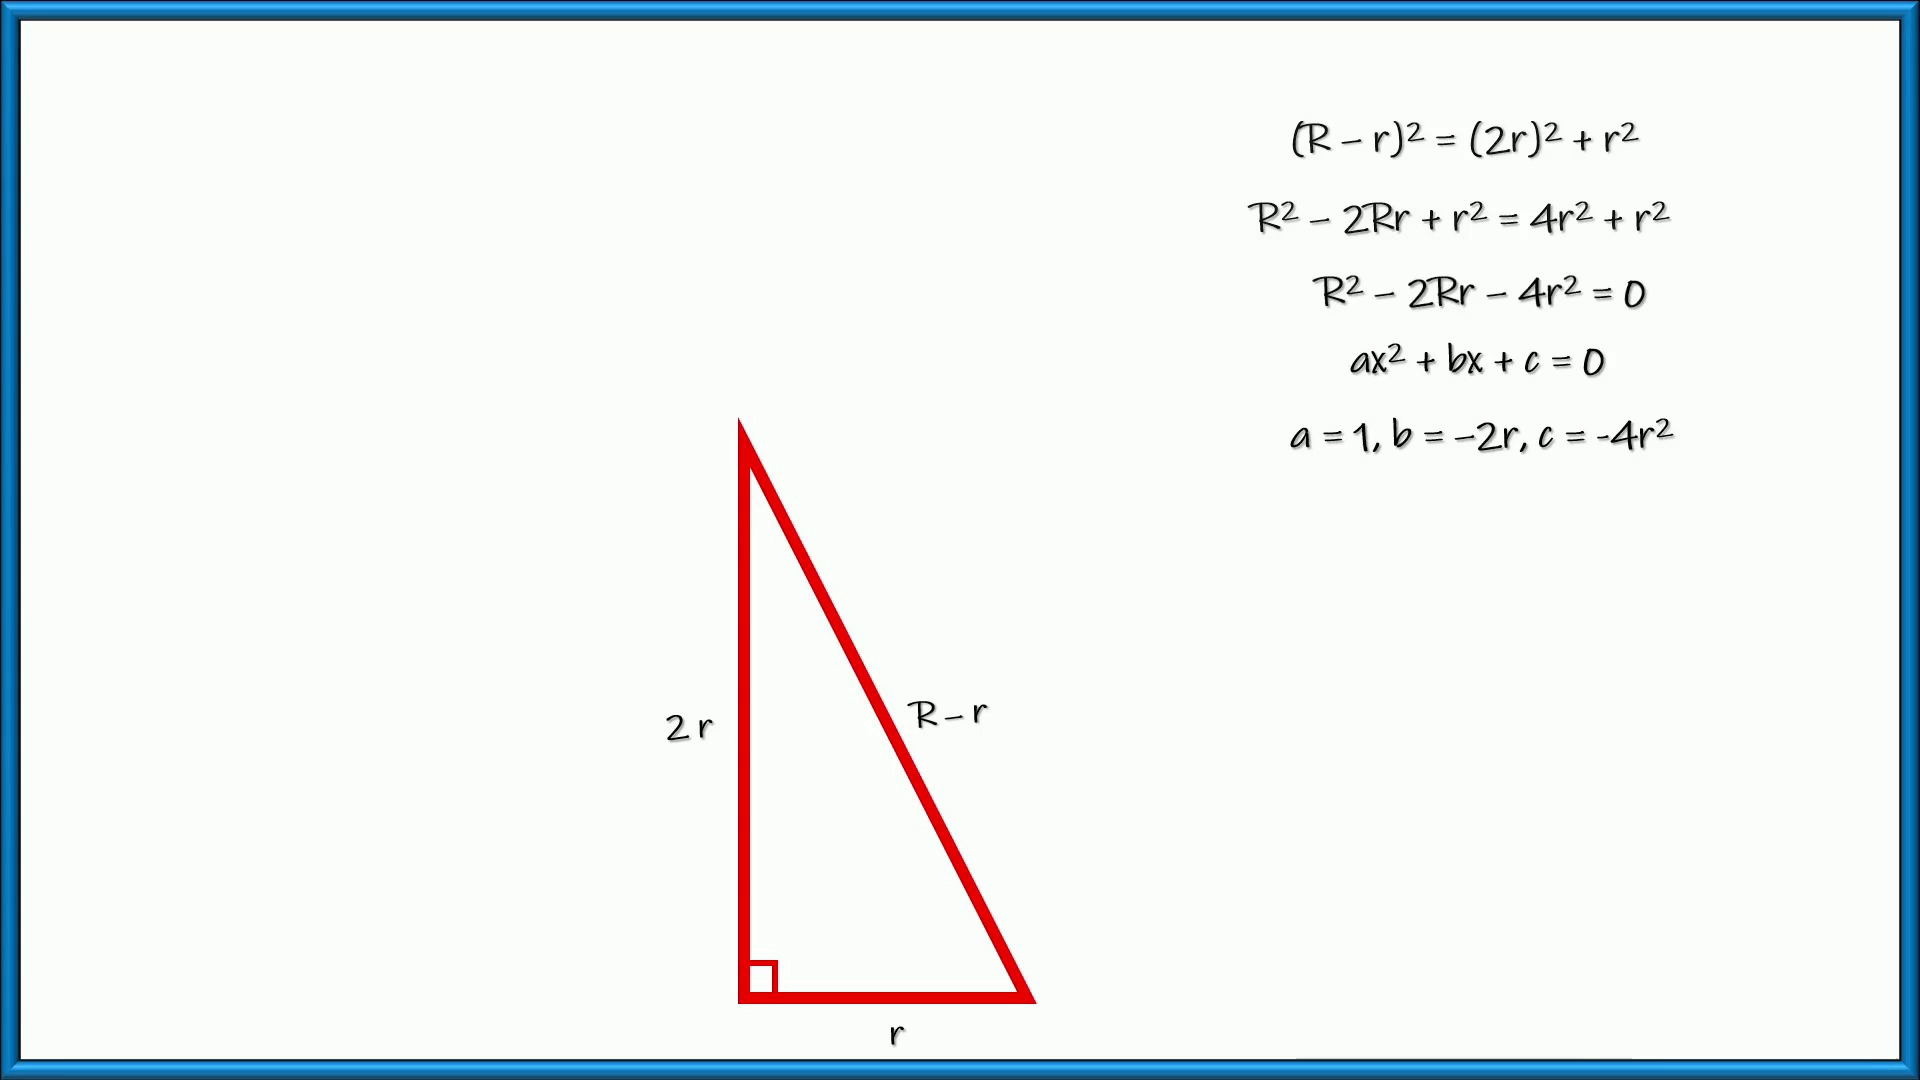 (R – r)² = (2r)² + r²
R² – 2Rr + r² = 4r² + r²
R² – 2Rr – 4r² = 0
ax² + bx + c = 0
a = 1, b = –2r, c = -4r²
2 r
R – r
r